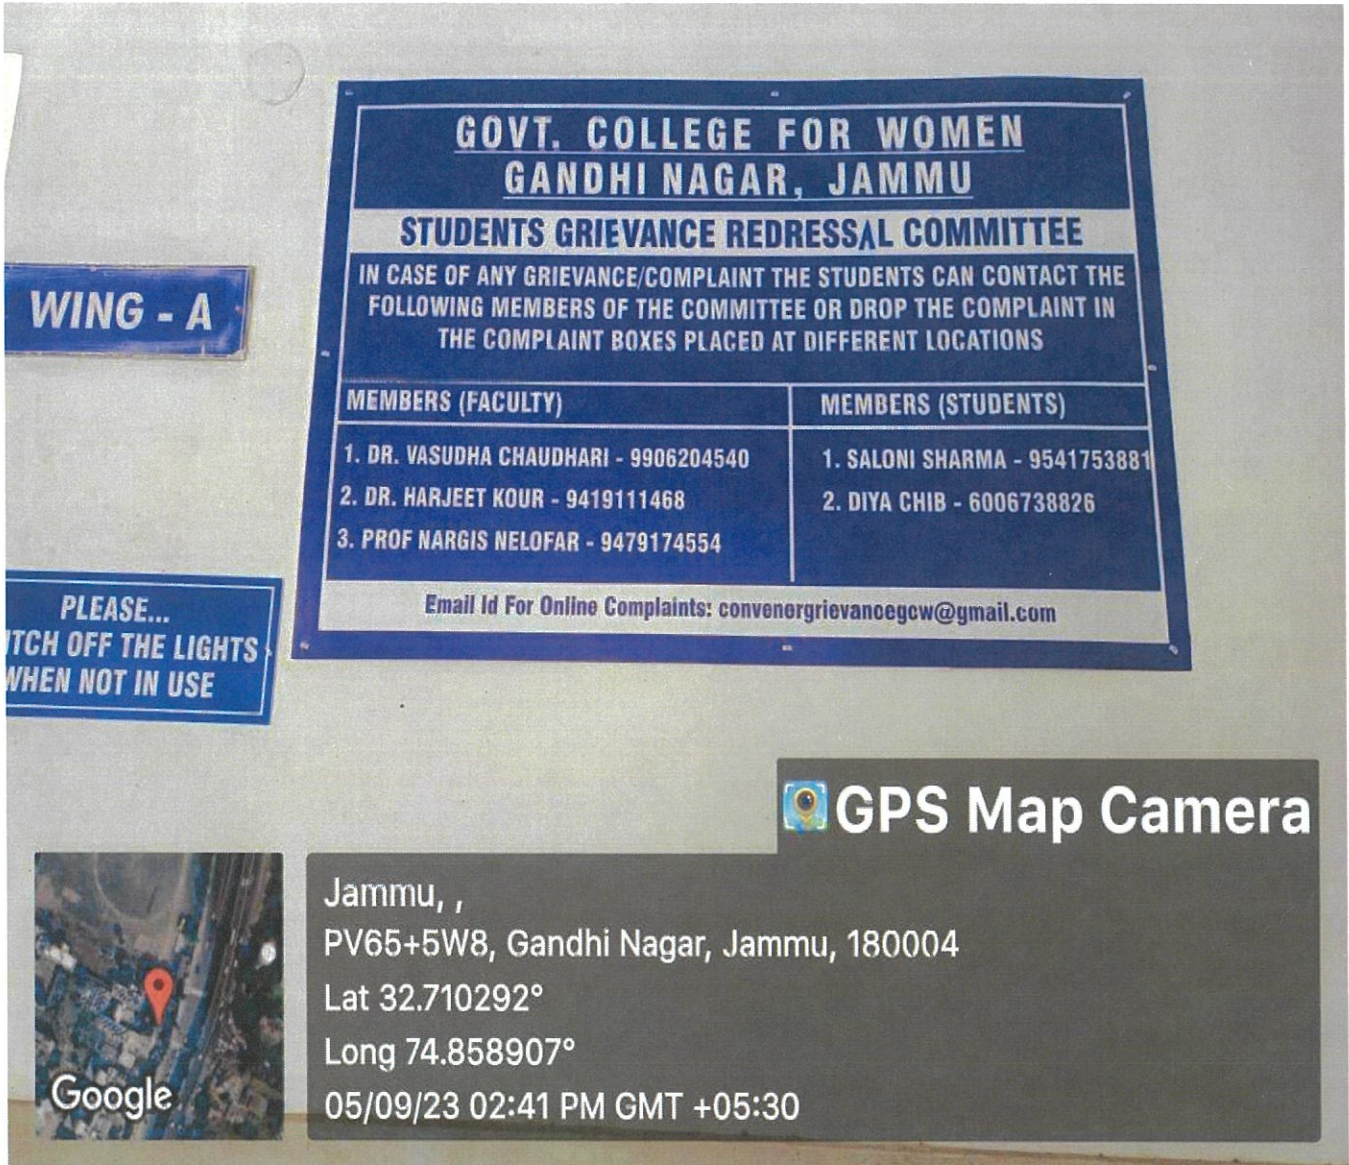 GOVT. COLLEGE FOR WOMEN
GANDHI NAGAR, JAMMU
STUDENTS GRIEVANCE REDRESSAL COMMITTEE
IN CASE OF ANY GRIEVANCE/COMPLAINT THE STUDENTS CAN CONTACT THE
FOLLOWING MEMBERS OF THE COMMITTEE OR DROP THE COMPLAINT IN
THE COMPLAINT BOXES PLACED AT DIFFERENT LOCATIONS
MEMBERS (FACULTY)
1. DR. VASUDHA CHAUDHARI - 9906204540
2. DR. HARJEET KOUR - 9419111468
3. PROF NARGIS NELOFAR - 9479174554
MEMBERS (STUDENTS)
1. SALONI SHARMA - 9541753881
2. DIYA CHIB - 6006738826
Email Id For Online Complaints: convenergrievancegcw@gmail.com
WING - A
PLEASE...
ITCH OFF THE LIGHTS
WHEN NOT IN USE
GPS Map Camera
Jammu, ,
PV65+5W8, Gandhi Nagar, Jammu, 180004
Lat 32.710292°
Long 74.858907°
05/09/23 02:41 PM GMT +05:30
Google